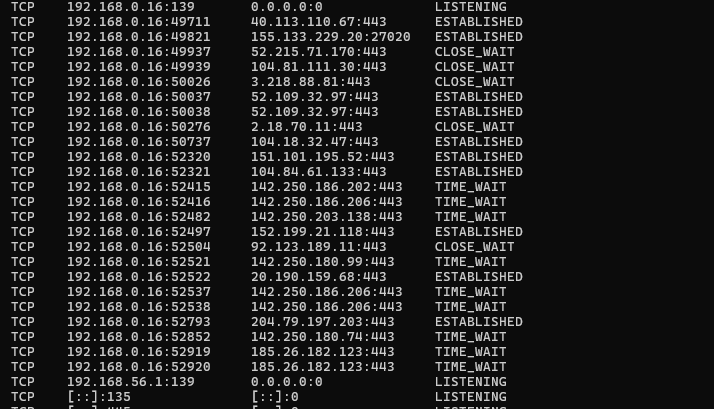 TCP 192.168.0.16:139 0.0.0.0:0 LISTENING
TCP 192.168.0.16:49711 40.113.110.67:443 ESTABLISHED
TCP 192.168.0.16:49821 155.133.229.20:27020 ESTABLISHED
TCP 192.168.0.16:49937 52.215.71.170:443 CLOSE_WAIT
TCP 192.168.0.16:49939 104.81.111.30:443 CLOSE_WAIT
TCP 192.168.0.16:50026 3.218.88.81:443 CLOSE_WAIT
TCP 192.168.0.16:50037 52.109.32.97:443 ESTABLISHED
TCP 192.168.0.16:50038 52.109.32.97:443 ESTABLISHED
TCP 192.168.0.16:50276 2.18.70.11:443 CLOSE_WAIT
TCP 192.168.0.16:50737 104.18.32.47:443 ESTABLISHED
TCP 192.168.0.16:52320 151.101.195.52:443 ESTABLISHED
TCP 192.168.0.16:52321 104.84.61.133:443 ESTABLISHED
TCP 192.168.0.16:52415 142.250.186.202:443 TIME_WAIT
TCP 192.168.0.16:52416 142.250.186.206:443 TIME_WAIT
TCP 192.168.0.16:52482 142.250.203.138:443 TIME_WAIT
TCP 192.168.0.16:52497 152.199.21.118:443 ESTABLISHED
TCP 192.168.0.16:52504 92.123.189.11:443 CLOSE_WAIT
TCP 192.168.0.16:52521 142.250.180.99:443 TIME_WAIT
TCP 192.168.0.16:52522 20.190.159.68:443 ESTABLISHED
TCP 192.168.0.16:52537 142.250.186.206:443 TIME_WAIT
TCP 192.168.0.16:52538 142.250.186.206:443 TIME_WAIT
TCP 192.168.0.16:52793 204.79.197.203:443 ESTABLISHED
TCP 192.168.0.16:52852 142.250.180.74:443 TIME_WAIT
TCP 192.168.0.16:52919 185.26.182.123:443 TIME_WAIT
TCP 192.168.0.16:52920 185.26.182.123:443 TIME_WAIT
TCP 192.168.56.1:139 0.0.0.0:0 LISTENING
TCP [::]:135 [::]:0 LISTENING